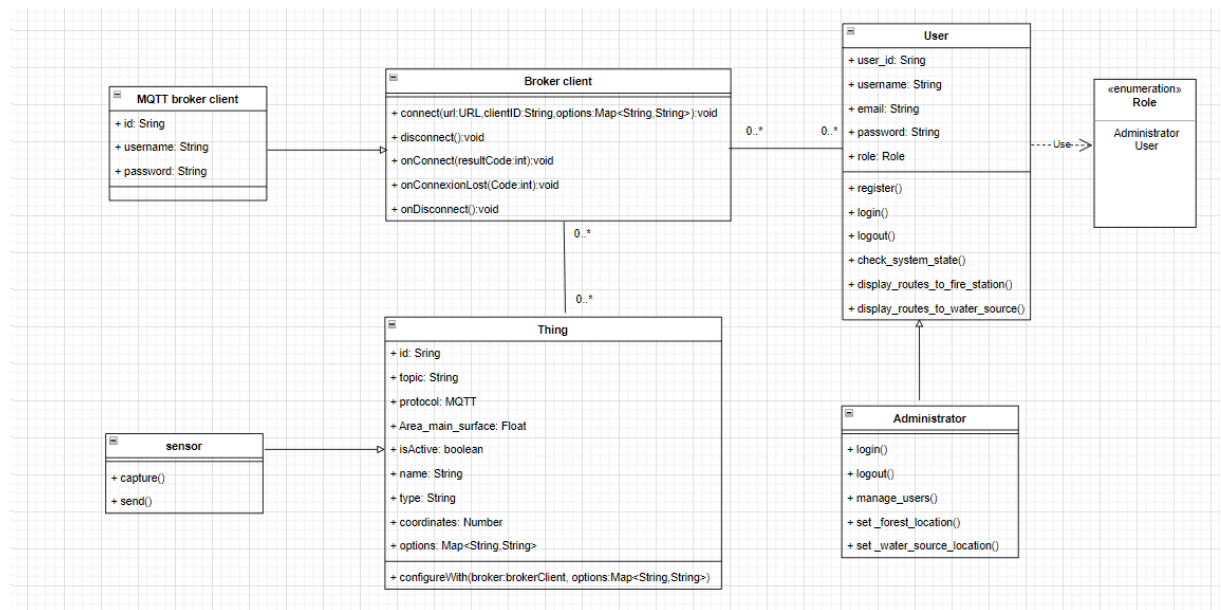 MQTT broker client
+ id: Sring
+ username: String
+ password: String
Broker client
+ connect(url:URL,clientID:String,options:Map<String,String>):void
+ disconnect():void
+ onConnect(resultCode:int):void
+ onConnexionLost(Code:int):void
+ onDisconnect():void
0..*
0..*
User
+ user_id: Sring
+ username: String
+ email: String
+ password: String
+ role: Role
+ register()
+ login()
+ logout()
+ check_system_state()
+ display_routes_to_fire_station()
+ display_routes_to_water_source()
Use
«enumeration»
Role
Administrator
User
0..*
0..*
Thing
+ id: Sring
+ topic: String
+ protocol: MQTT
+ Area_main_surface: Float
+ isActive: boolean
+ name: String
+ type: String
+ coordinates: Number
+ options: Map<String,String>
+ configureWith(broker:brokerClient, options:Map<String,String>)
sensor
+ capture()
+ send()
Administrator
+ login()
+ logout()
+ manage_users()
+ set _forest_location()
+ set _water_source_location()